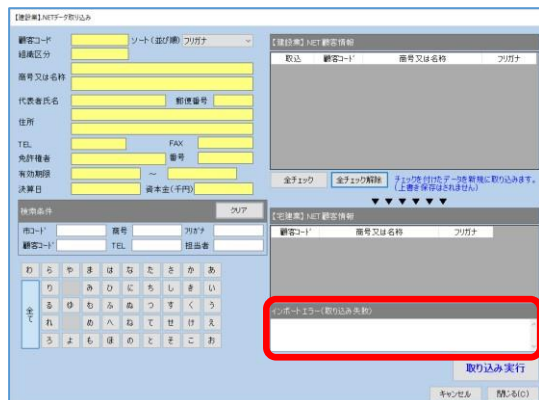 【建設業】.NETデータ取り込み
顧客コード ソート(並び順) フリガナ
組織区分
商号又は名称
代表者氏名 郵便番号
住所
TEL FAX
免許権者 番号
有効期限 ～
決算日 資本金(千円)
検索条件 クリア
市コード 商号 フリガナ
顧客コード TEL 担当者
わ ら や ま は な た さ か あ
り み ひ に ち し き い
る ゆ む ふ ぬ つ す く う
れ め へ ね て せ け え
ろ よ も ほ の と そ こ お
全て
【建設業】.NET 顧客情報
取込 顧客コード 商号又は名称 フリガナ
全チェック 全チェック解除 チェックを付けたデータを新規に取り込みます。
(上書き保存はされません)
▼ ▼ ▼ ▼ ▼ ▼
【宅建業】.NET 顧客情報
顧客コード 商号又は名称 フリガナ
インポートエラー(取り込み失敗)
取り込み実行
キャンセル 閉じる(C)